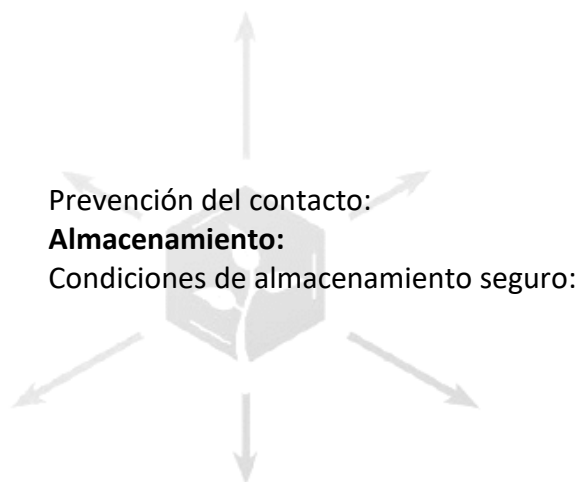 Prevención del contacto:
Almacenamiento:
Condiciones de almacenamiento seguro: